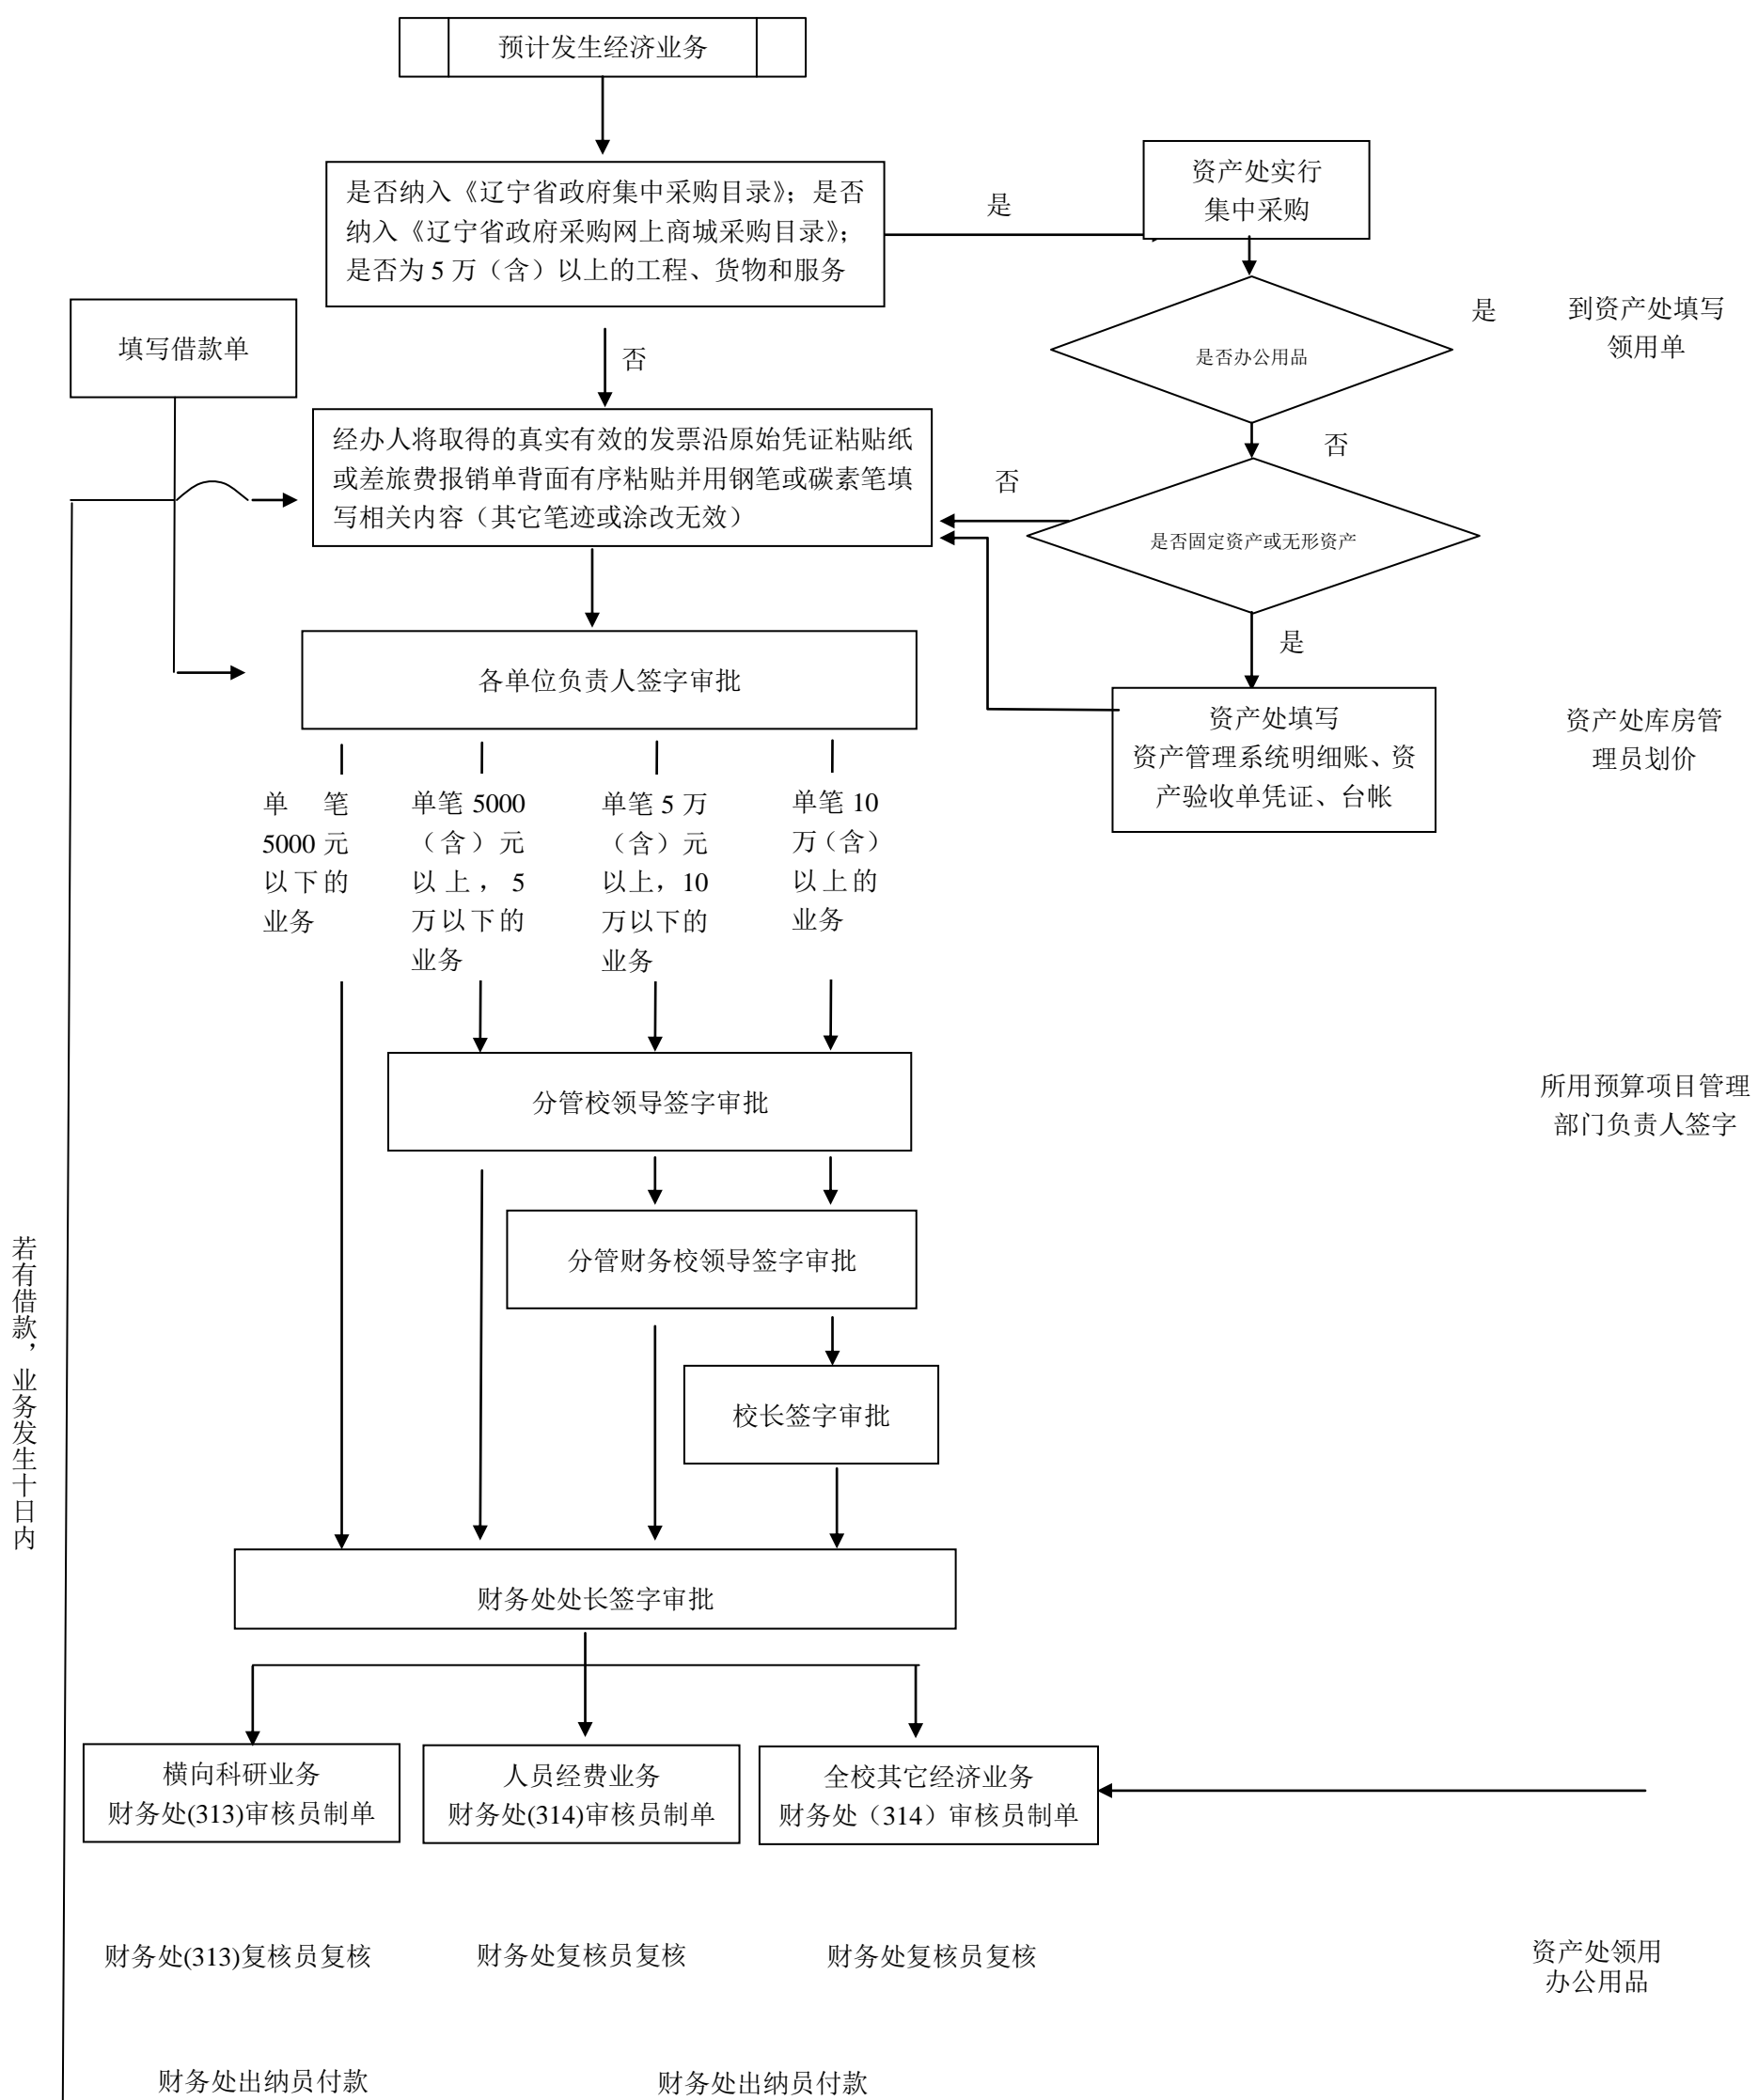 预计发生经济业务
是否纳入《辽宁省政府集中采购目录》；是否
纳入《辽宁省政府采购网上商城采购目录》；
是否为 5 万（含）以上的工程、货物和服务
是
资产处实行
集中采购
填写借款单
否
是否办公用品
是
到资产处填写
领用单
经办人将取得的真实有效的发票沿原始凭证粘贴纸
或差旅费报销单背面有序粘贴并用钢笔或碳素笔填
写相关内容（其它笔迹或涂改无效）
否
否
是否固定资产或无形资产
是
各单位负责人签字审批
资产处填写
资产管理系统明细账、资
产验收单凭证、台帐
资产处库房管
理员划价
单 笔
5000 元
以下的
业务
单笔 5000
（含）元
以上，5
万以下的
业务
单笔 5 万
（含）元
以上，10
万以下的
业务
单笔 10
万（含）
以上的
业务
分管校领导签字审批
所用预算项目管理
部门负责人签字
分管财务校领导签字审批
校长签字审批
若有借款，业务发生十日内
财务处处长签字审批
横向科研业务
财务处(313)审核员制单
人员经费业务
财务处(314)审核员制单
全校其它经济业务
财务处（314）审核员制单
财务处(313)复核员复核
财务处复核员复核
财务处复核员复核
资产处领用
办公用品
财务处出纳员付款
财务处出纳员付款